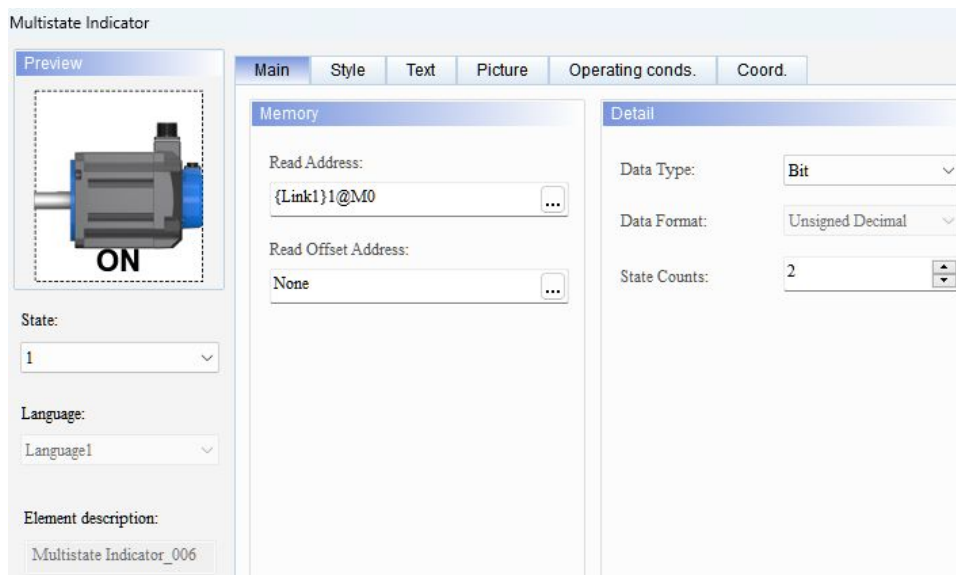 Multistate Indicator
Preview
ON
State:
1
Language:
Language1
Element description:
Multistate Indicator_006
Main Style Text Picture Operating conds. Coord.
Memory
Read Address:
{Link1}1@M0
...
Read Offset Address:
None
...
Detail
Data Type:
Bit
Data Format:
Unsigned Decimal
State Counts:
2